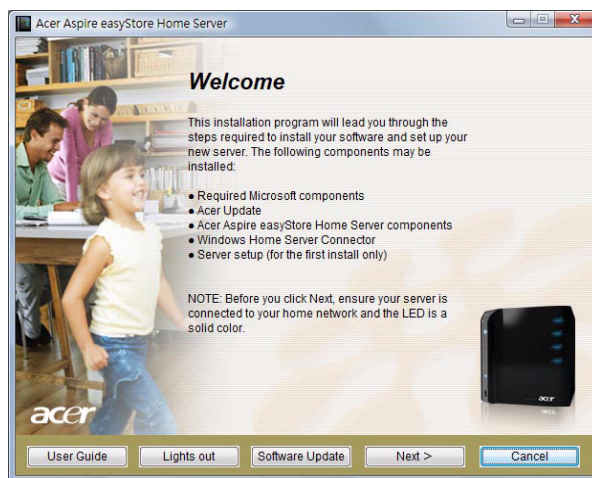 Acer Aspire easyStore Home Server
Welcome
This installation program will lead you through the
steps required to install your software and set up your
new server. The following components may be
installed:
● Required Microsoft components
● Acer Update
● Acer Aspire easyStore Home Server components
● Windows Home Server Connector
● Server setup (for the first install only)
NOTE: Before you click Next, ensure your server is
connected to your home network and the LED is a
solid color.
acer
acer
User Guide
Lights out
Software Update
Next >
Cancel